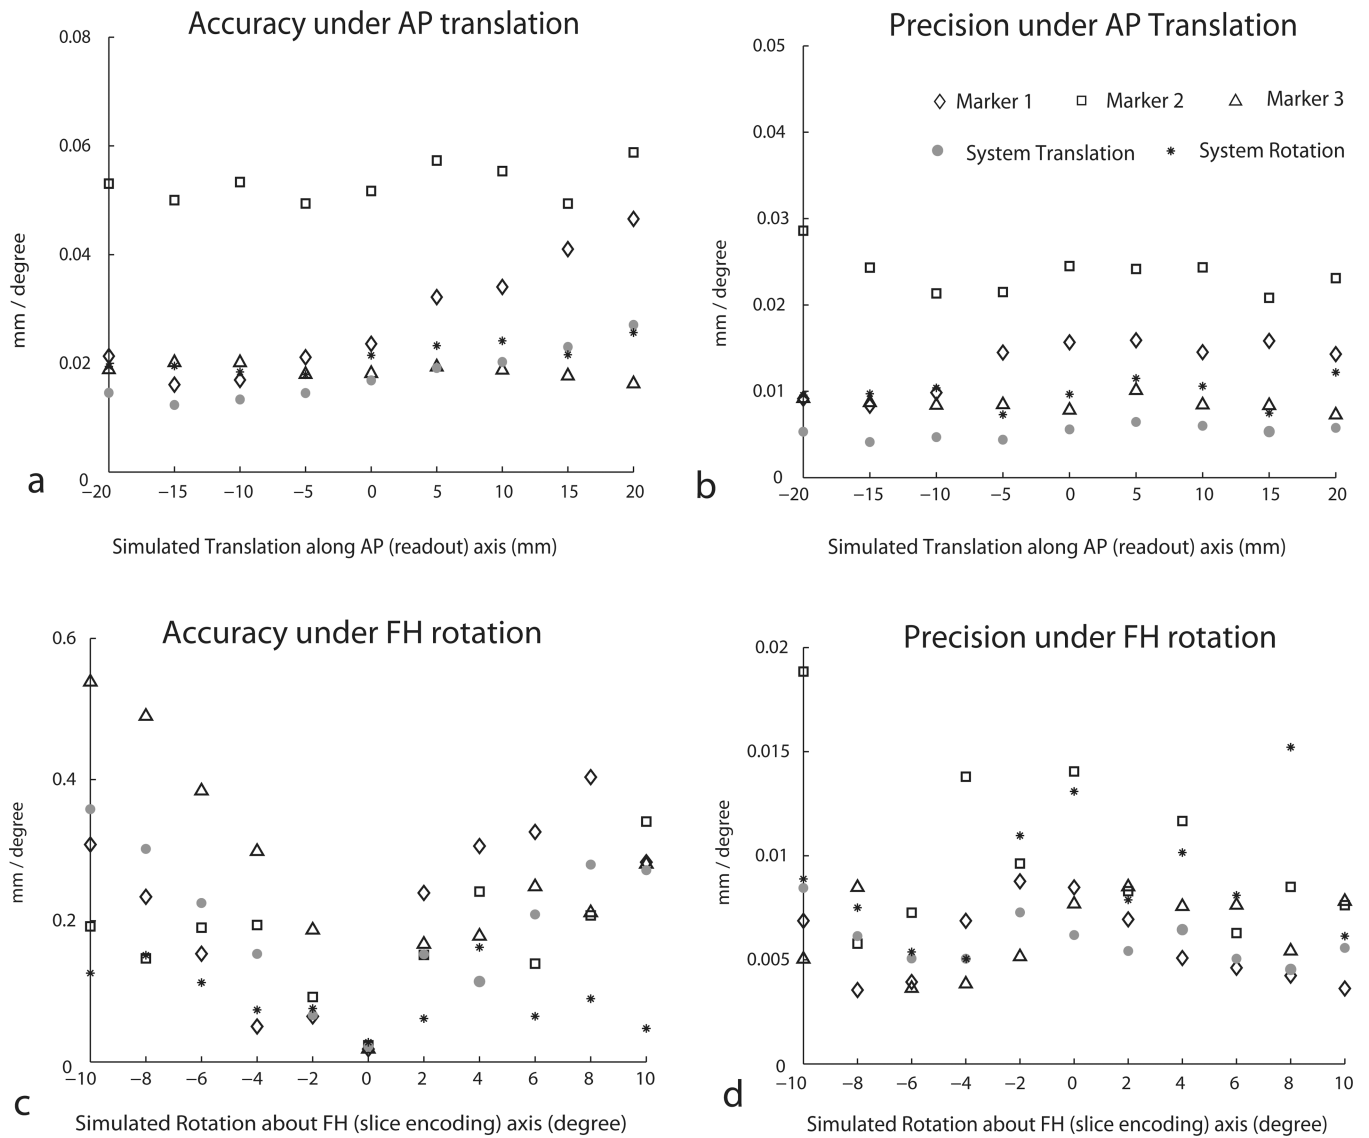 Accuracy under AP translation
0.08
0.06
0.04
0.02
0
mm / degree
−20 −15 −10 −5 0 5 10 15 20
a
Simulated Translation along AP (readout) axis (mm)
Precision under AP Translation
0.05
0.04
0.03
0.02
0.01
0
mm / degree
Marker 1 Marker 2 Marker 3
System Translation System Rotation
−20 −15 −10 −5 0 5 10 15 20
b
Simulated Translation along AP (readout) axis (mm)
Accuracy under FH rotation
0.6
0.4
0.2
0
mm / degree
−10 −8 −6 −4 −2 0 2 4 6 8 10
c
Simulated Rotation about FH (slice encoding) axis (degree)
Precision under FH rotation
0.02
0.015
0.01
0.005
0
mm / degree
−10 −8 −6 −4 −2 0 2 4 6 8 10
d
Simulated Rotation about FH (slice encoding) axis (degree)